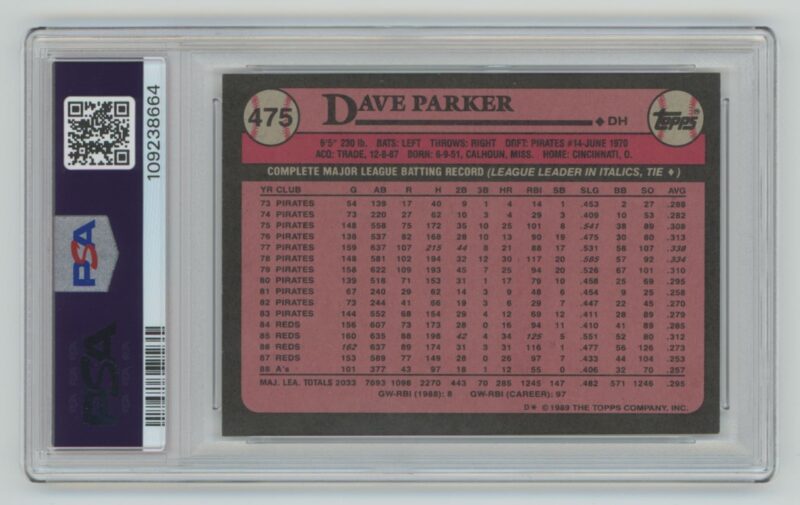 109238664
PSA
PSA
475
DAVE PARKER
◆ DH
TOPPS
6'5" 230 lb. BATS: LEFT THROWS: RIGHT DRFT: PIRATES #14-JUNE 1970
ACQ: TRADE, 12-8-87 BORN: 6-9-51, CALHOUN, MISS. HOME: CINCINNATI, O.
COMPLETE MAJOR LEAGUE BATTING RECORD (LEAGUE LEADER IN ITALICS, TIE ♦)
YR CLUB G AB R H 2B 3B HR RBI SB SLG BB SO AVG
73 PIRATES 54 139 17 40 9 1 4 14 1 .453 2 27 .288
74 PIRATES 73 220 27 62 10 3 4 29 3 .409 10 53 .282
75 PIRATES 148 558 75 172 35 10 25 101 8 .541 38 89 .308
76 PIRATES 138 537 82 168 28 10 13 90 19 .475 30 80 .313
77 PIRATES 159 637 107 215 44 8 21 88 17 .531 58 107 .338
78 PIRATES 148 581 102 194 32 12 30 117 20 .585 57 92 .334
79 PIRATES 158 622 109 193 45 7 25 94 20 .526 67 101 .310
80 PIRATES 139 518 71 153 31 1 17 79 10 .458 25 69 .295
81 PIRATES 67 240 29 62 14 3 9 48 6 .454 9 25 .258
82 PIRATES 73 244 41 66 19 3 6 29 7 .447 22 45 .270
83 PIRATES 144 552 68 154 29 4 12 69 12 .411 28 89 .279
84 REDS 156 607 73 173 28 0 16 94 11 .410 41 89 .285
85 REDS 160 635 88 198 42 4 34 125 5 .551 52 80 .312
86 REDS 162 637 89 174 31 3 31 116 1 .477 56 126 .273
87 REDS 153 589 77 149 28 0 26 97 7 .433 44 104 .253
88 A's 101 377 43 97 18 1 12 55 0 .406 32 70 .257
MAJ. LEA. TOTALS 2033 7693 1098 2270 443 70 285 1245 147 .482 571 1246 .295
GW-RBI (1988): 8 GW-RBI (CAREER): 97
D* © 1989 THE TOPPS COMPANY, INC.